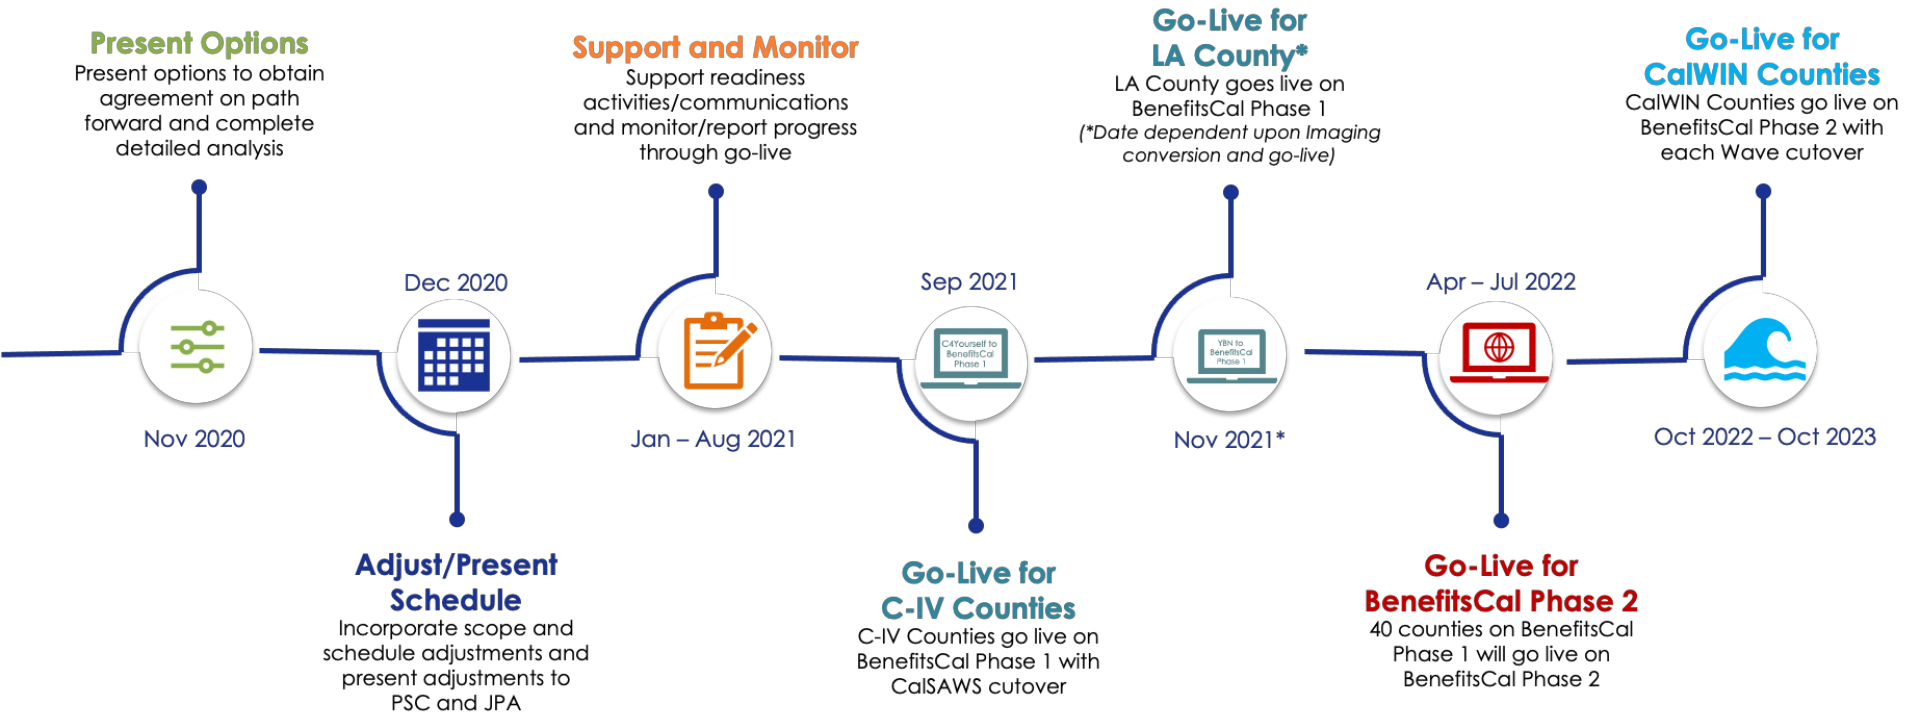 Present Options
Present options to obtain
agreement on path
forward and complete
detailed analysis
Nov 2020
Dec 2020
Adjust/Present
Schedule
Incorporate scope and
schedule adjustments and
present adjustments to
PSC and JPA
Support and Monitor
Support readiness
activities/communications
and monitor/report progress
through go-live
Jan – Aug 2021
Sep 2021
C4Yourself to
BenefitsCal
Phase 1
Go-Live for
C-IV Counties
C-IV Counties go live on
BenefitsCal Phase 1 with
CalSAWS cutover
Go-Live for
LA County*
LA County goes live on
BenefitsCal Phase 1
(*Date dependent upon Imaging
conversion and go-live)
YBN to
BenefitsCal
Phase 1
Nov 2021*
Apr – Jul 2022
Go-Live for
BenefitsCal Phase 2
40 counties on BenefitsCal
Phase 1 will go live on
BenefitsCal Phase 2
Go-Live for
CalWIN Counties
CalWIN Counties go live on
BenefitsCal Phase 2 with
each Wave cutover
Oct 2022 – Oct 2023